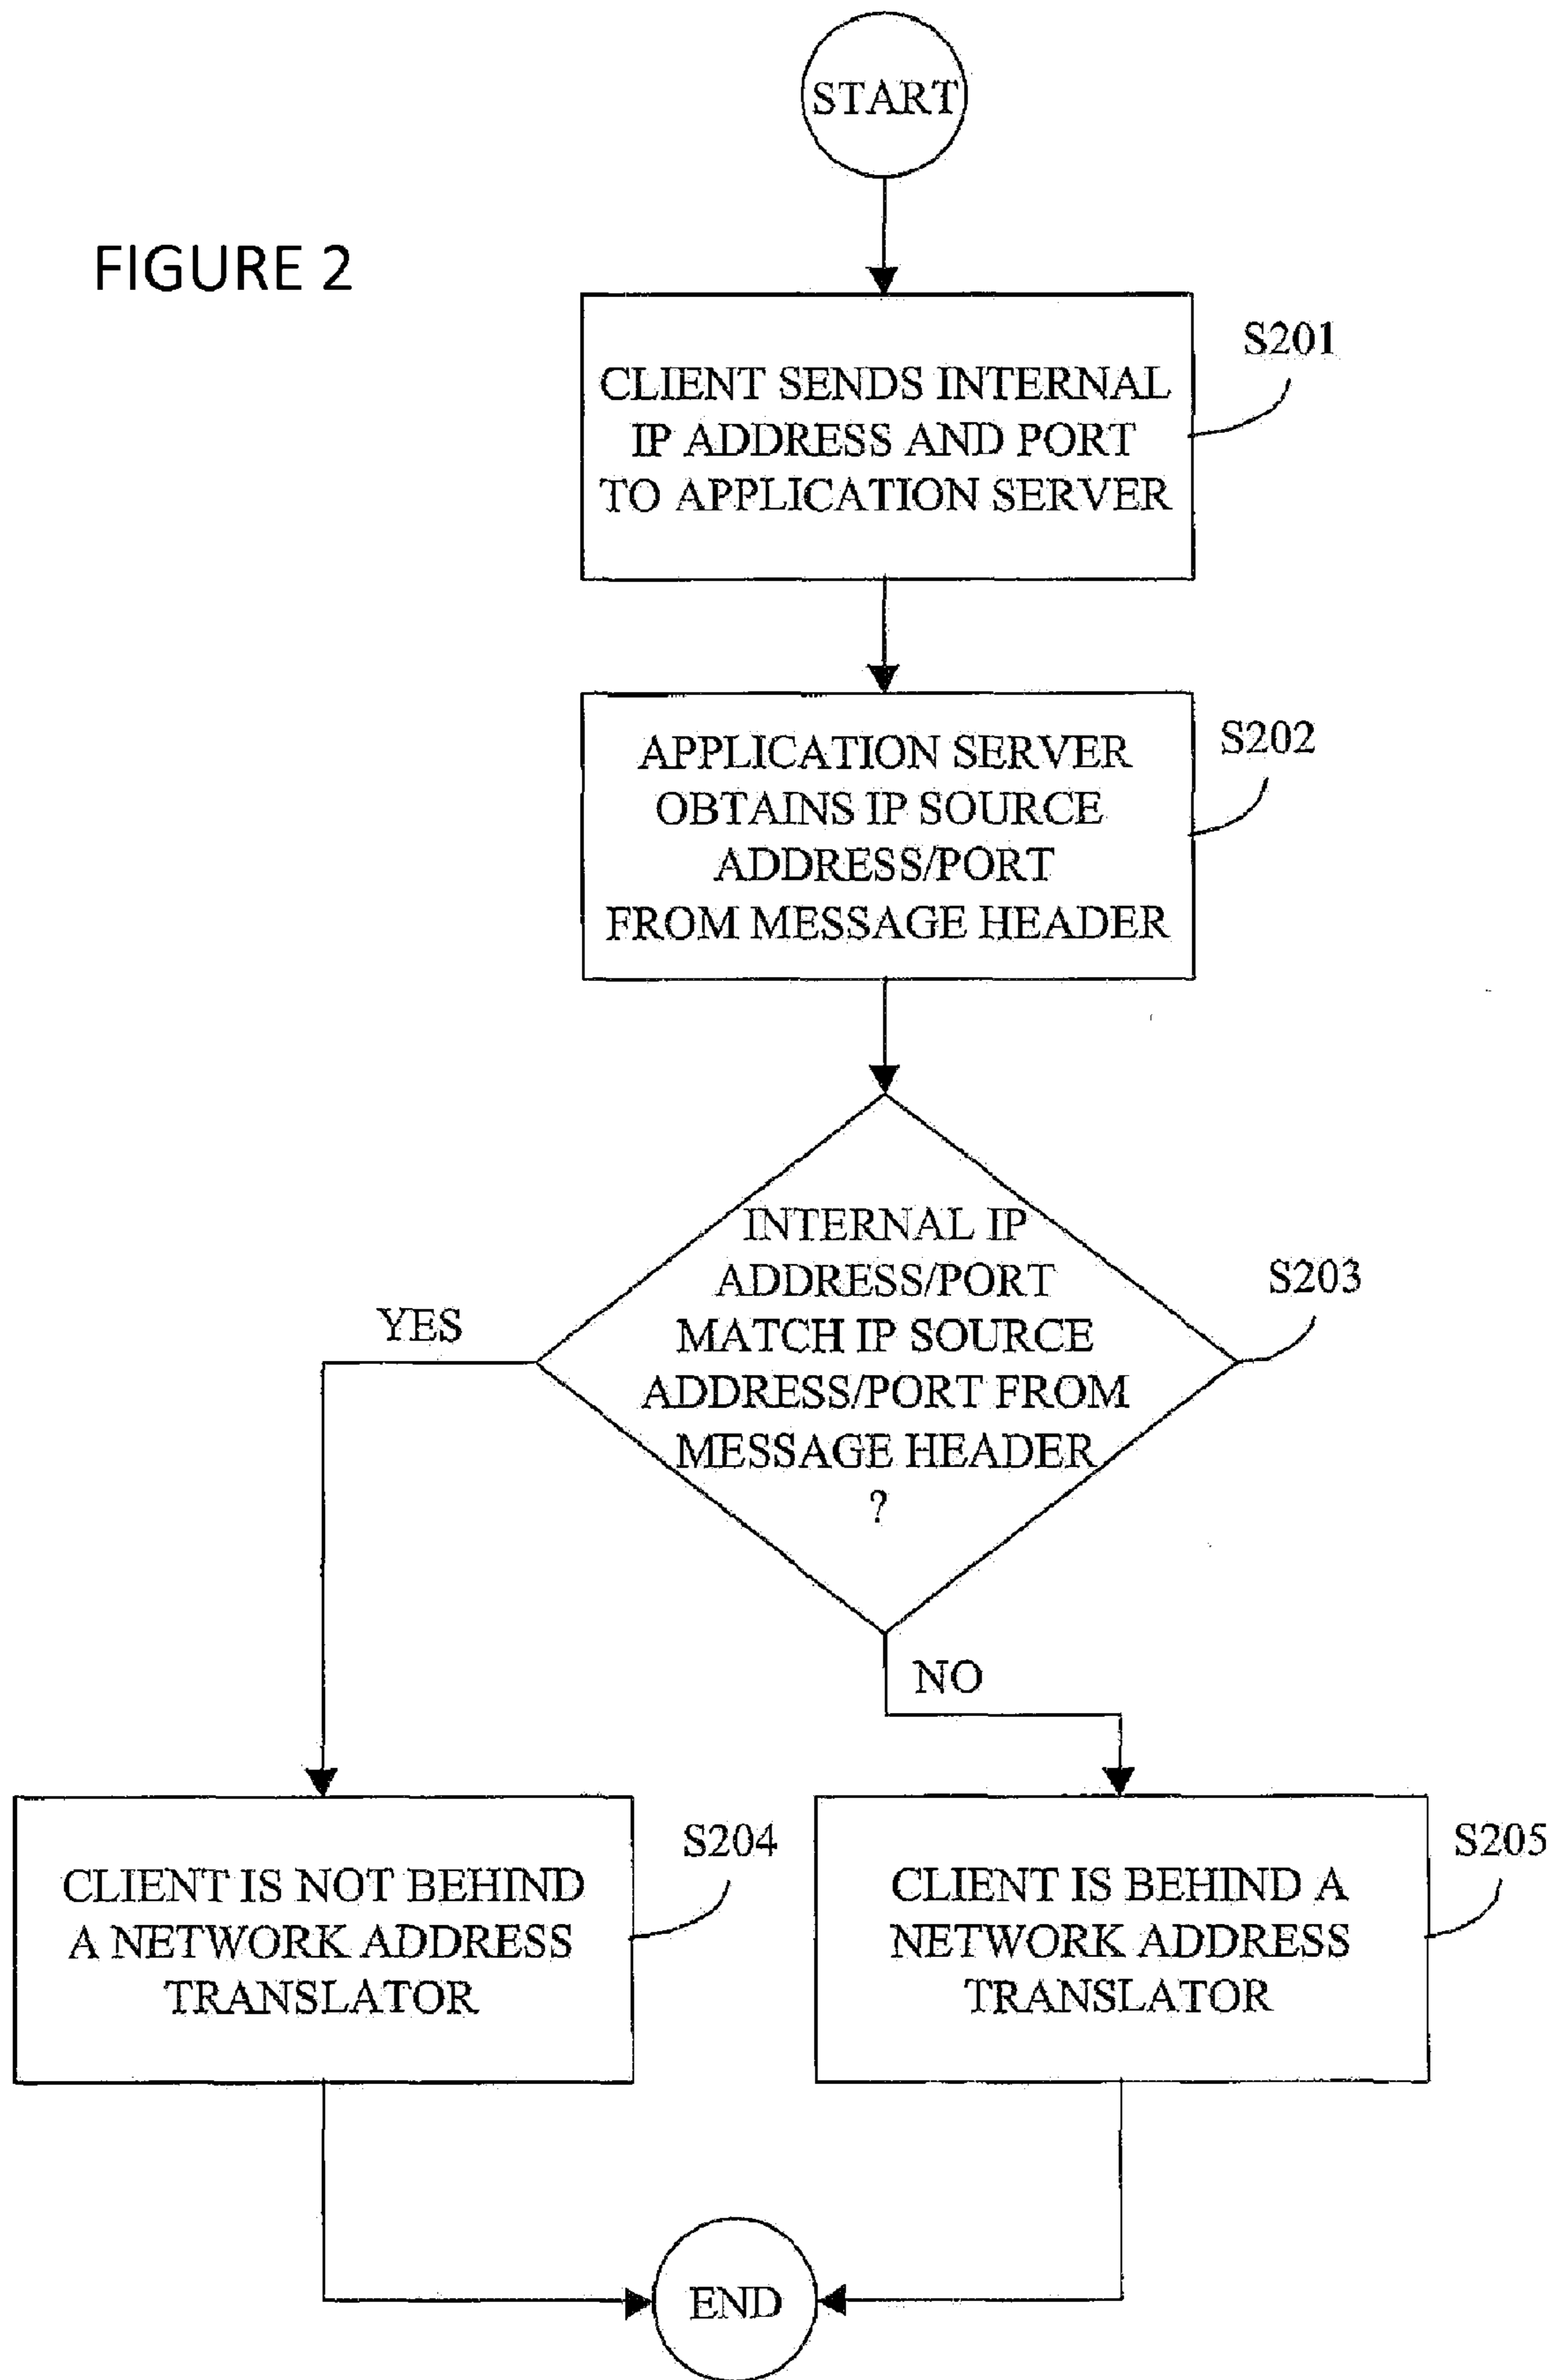 START
FIGURE 2
S201
CLIENT SENDS INTERNAL
IP ADDRESS AND PORT
TO APPLICATION SERVER
S202
APPLICATION SERVER
OBTAINS IP SOURCE
ADDRESS/PORT
FROM MESSAGE HEADER
INTERNAL IP
ADDRESS/PORT
MATCH IP SOURCE
ADDRESS/PORT FROM
MESSAGE HEADER
?
S203
YES
NO
S204
CLIENT IS NOT BEHIND
A NETWORK ADDRESS
TRANSLATOR
S205
CLIENT IS BEHIND A
NETWORK ADDRESS
TRANSLATOR
END